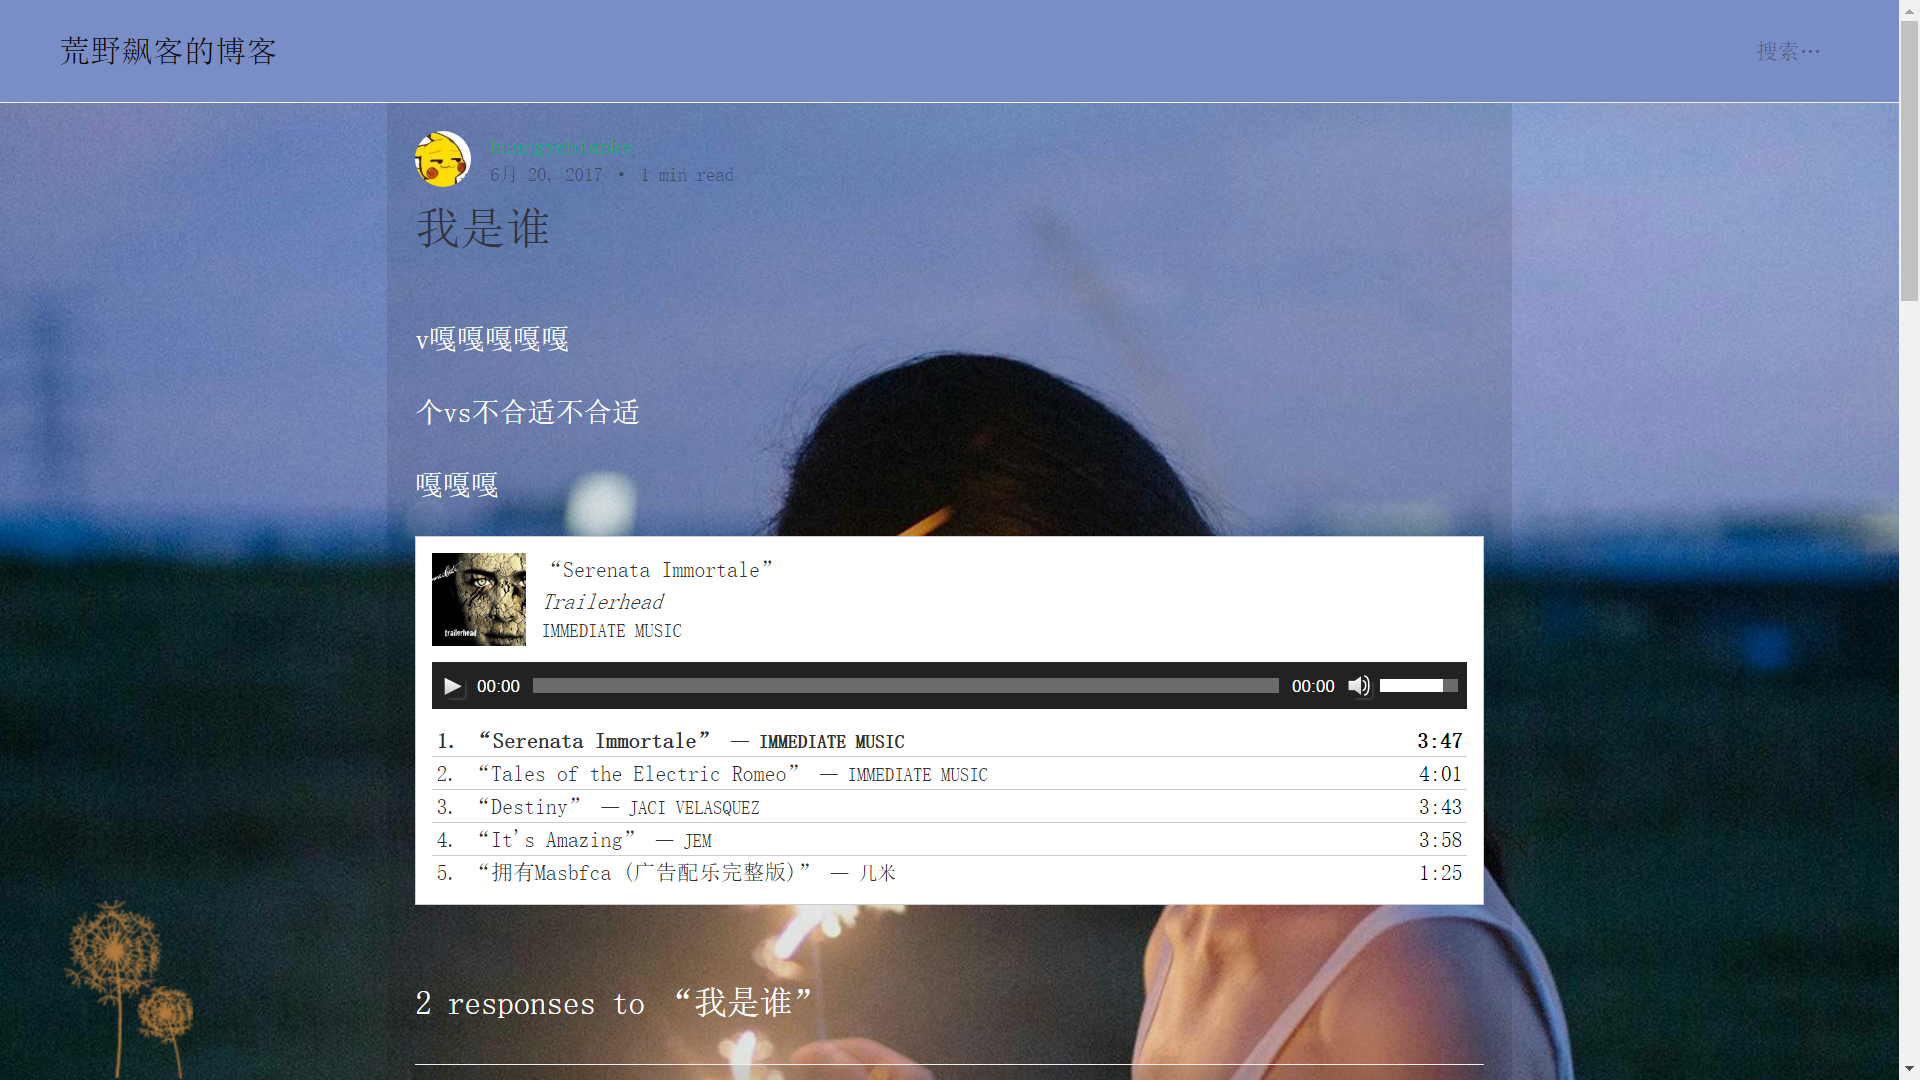 荒野飙客的博客
搜索…
huangyebiaoke
6月 20, 2017 • 1 min read
我是谁
v嘎嘎嘎嘎嘎
个vs不合适不合适
嘎嘎嘎
“Serenata Immortale”
Trailerhead
IMMEDIATE MUSIC
trailerhead
00:00 00:00
1. “Serenata Immortale” — IMMEDIATE MUSIC 3:47
2. “Tales of the Electric Romeo” — IMMEDIATE MUSIC 4:01
3. “Destiny” — JACI VELASQUEZ 3:43
4. “It's Amazing” — JEM 3:58
5. “拥有Masbfca (广告配乐完整版)” — 几米 1:25
2 responses to “我是谁”